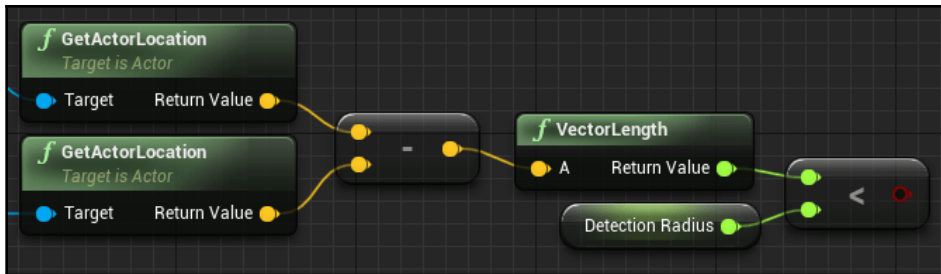 f GetActorLocation
Target is Actor
Target Return Value
-
f GetActorLocation
Target is Actor
Target Return Value
f VectorLength
A Return Value
<
Detection Radius